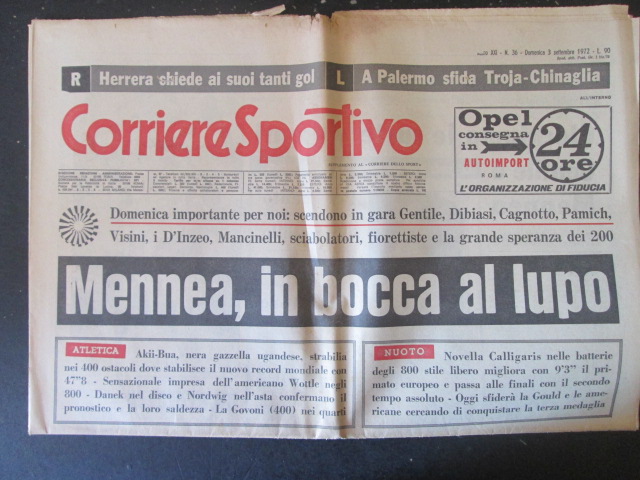 Anno XII - N. 36 - Domenica 3 settembre 1972 - L. 90
R Herrera chiede ai suoi tanti gol L A Palermo sfida Troja-Chinaglia
ALL'INTERNO
Corriere Sportivo
SUPPLEMENTO AL «CORRIERE DELLO SPORT»
Opel
consegna
in
AUTOIMPORT
ROMA
24
ore
L'ORGANIZZAZIONE DI FIDUCIA
Domenica importante per noi: scendono in gara Gentile, Dibiasi, Cagnotto, Pamich,
Visini, i D'Inzeo, Mancinelli, sciabolatori, fiorettiste e la grande speranza dei 200
Mennea, in bocca al lupo
ATLETICA Akii-Bua, nera gazzella ugandese, strabilia
nei 400 ostacoli dove stabilisce il nuovo record mondiale con
47"8 - Sensazionale impresa dell'americano Wottle negli
800 - Danek nel disco e Nordwig nell'asta confermano il
pronostico e la loro saldezza - La Govoni (400) nei quarti
NUOTO Novella Calligaris nelle batterie
degli 800 stile libero migliora con 9'3" il pri-
mato europeo e passa alle finali con il secondo
tempo assoluto - Oggi sfiderà la Gould e le ame-
ricane cercando di conquistare la terza medaglia